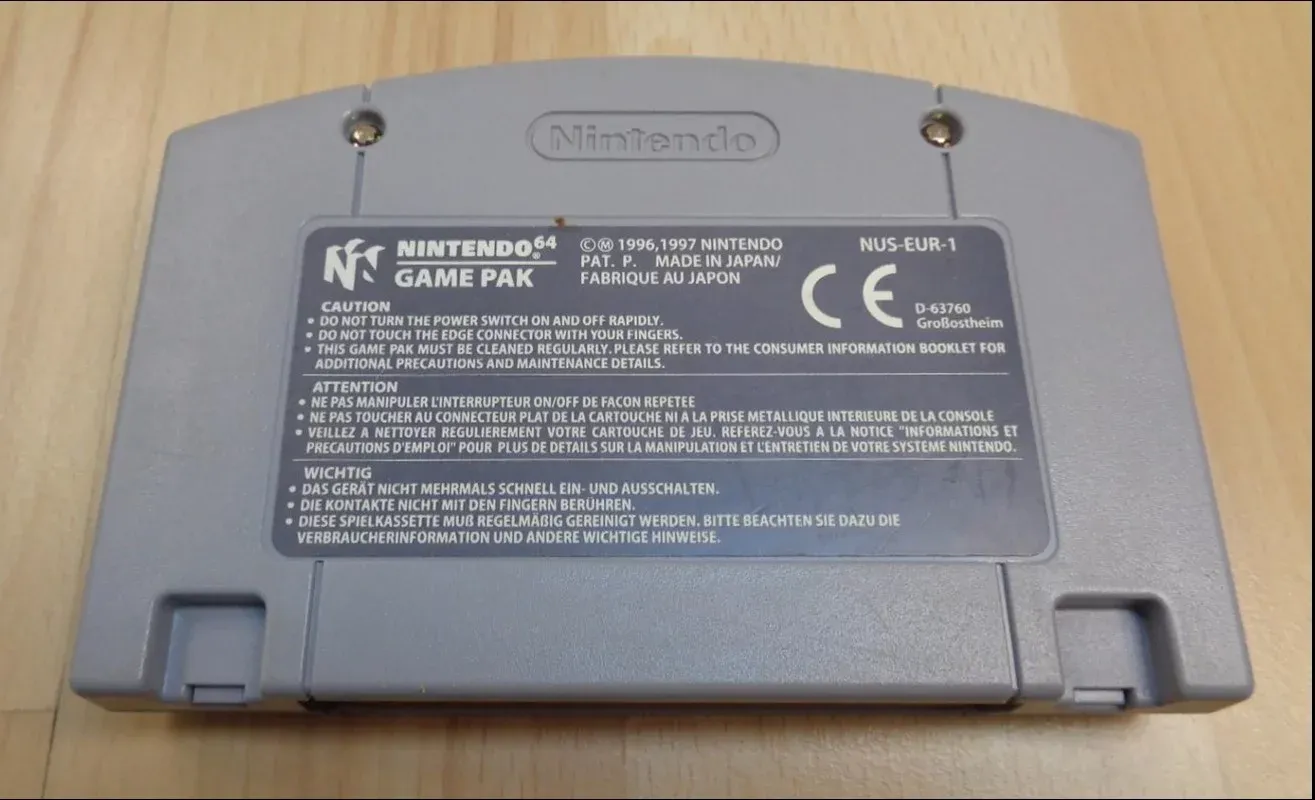 Nintendo
NINTENDO®64
GAME PAK
©Ⓜ 1996,1997 NINTENDO
PAT. P. MADE IN JAPAN/
FABRIQUE AU JAPON
NUS-EUR-1
CE
D-63760
Großostheim
CAUTION
• DO NOT TURN THE POWER SWITCH ON AND OFF RAPIDLY.
• DO NOT TOUCH THE EDGE CONNECTOR WITH YOUR FINGERS.
• THIS GAME PAK MUST BE CLEANED REGULARLY. PLEASE REFER TO THE CONSUMER INFORMATION BOOKLET FOR
ADDITIONAL PRECAUTIONS AND MAINTENANCE DETAILS.
ATTENTION
• NE PAS MANIPULER L'INTERRUPTEUR ON/OFF DE FACON REPETEE
• NE PAS TOUCHER AU CONNECTEUR PLAT DE LA CARTOUCHE NI A LA PRISE METALLIQUE INTERIEURE DE LA CONSOLE
• VEILLEZ A NETTOYER REGULIEREMENT VOTRE CARTOUCHE DE JEU. REFEREZ-VOUS A LA NOTICE "INFORMATIONS ET
PRECAUTIONS D'EMPLOI" POUR PLUS DE DETAILS SUR LA MANIPULATION ET L'ENTRETIEN DE VOTRE SYSTEME NINTENDO.
WICHTIG
• DAS GERÄT NICHT MEHRMALS SCHNELL EIN- UND AUSSCHALTEN.
• DIE KONTAKTE NICHT MIT DEN FINGERN BERÜHREN.
• DIESE SPIELKASSETTE MUß REGELMÄßIG GEREINIGT WERDEN. BITTE BEACHTEN SIE DAZU DIE
VERBRAUCHERINFORMATION UND ANDERE WICHTIGE HINWEISE.